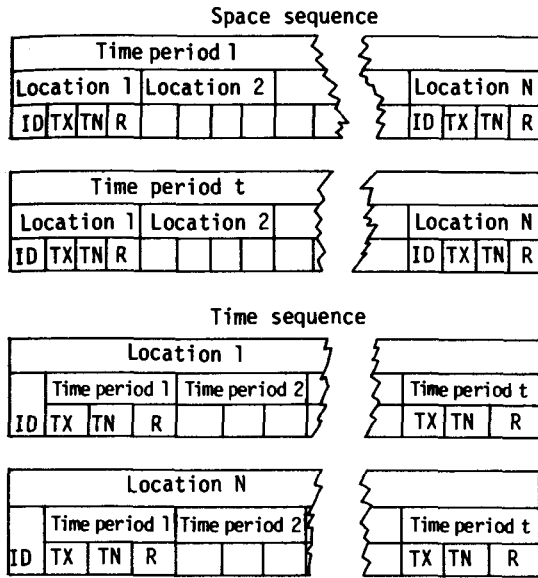 Space sequence
Time period 1
Location 1 Location 2 Location N
ID TX TN R ID TX TN R
Time period t
Location 1 Location 2 Location N
ID TX TN R ID TX TN R
Time sequence
Location 1
Time period 1 Time period 2 Time period t
ID TX TN R TX TN R
Location N
Time period 1 Time period 2 Time period t
ID TX TN R TX TN R